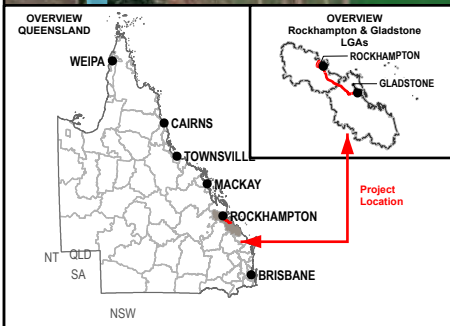 OVERVIEW
QUEENSLAND
WEIPA
CAIRNS
TOWNSVILLE
MACKAY
ROCKHAMPTON
BRISBANE
NT
QLD
SA
NSW
OVERVIEW
Rockhampton & Gladstone
LGAs
ROCKHAMPTON
GLADSTONE
Project
Location